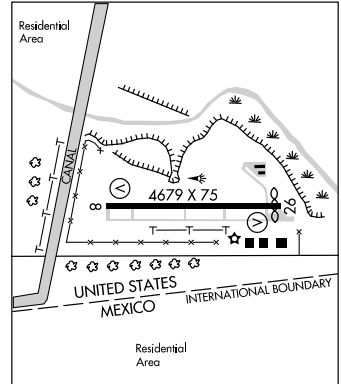 Residential
Area
CANAL
4679 X 75
8
26
UNITED STATES
INTERNATIONAL BOUNDARY
MEXICO
Residential
Area